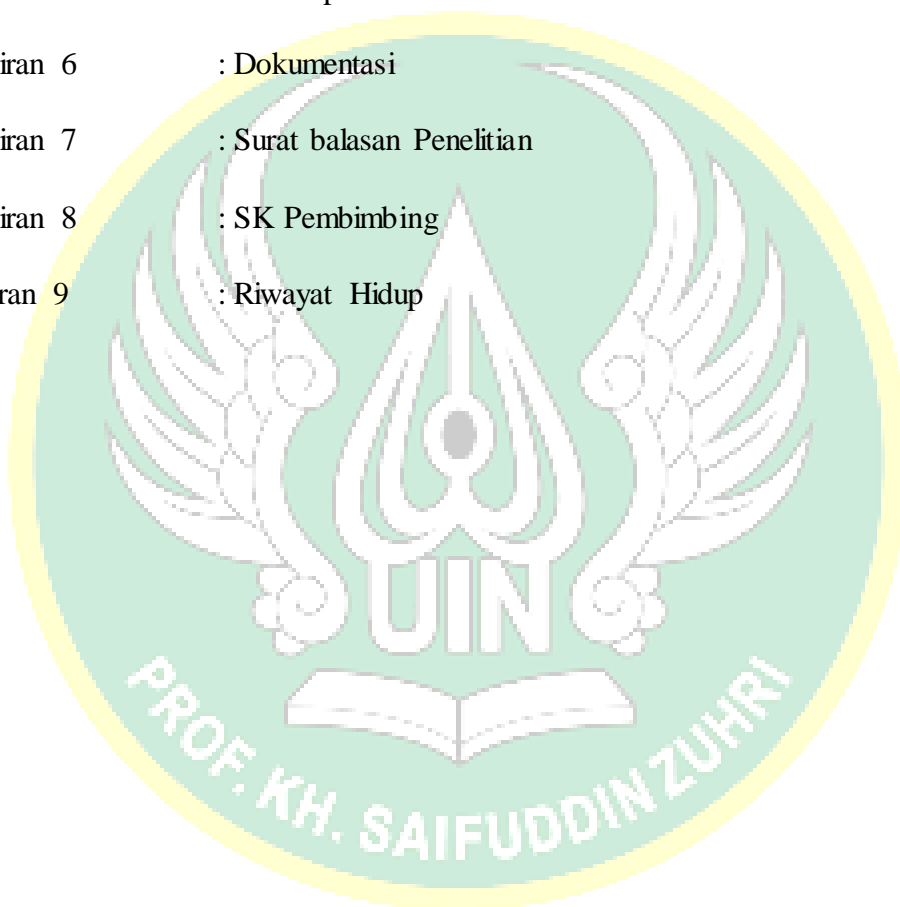 iran 6 : Dokumentasi
iran 7 : Surat balasan Penelitian
iran 8 : SK Pembimbing
ran 9 : Riwayat Hidup
UIN
PROF. KH. SAIFUDDIN ZUHRI